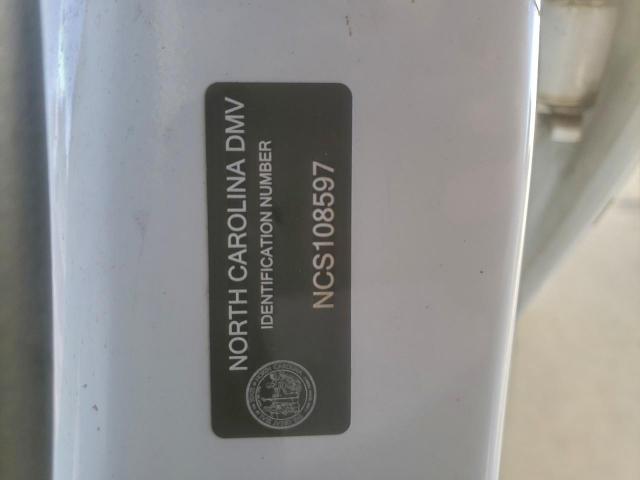 NORTH CAROLINA DMV
IDENTIFICATION NUMBER
NCS108597